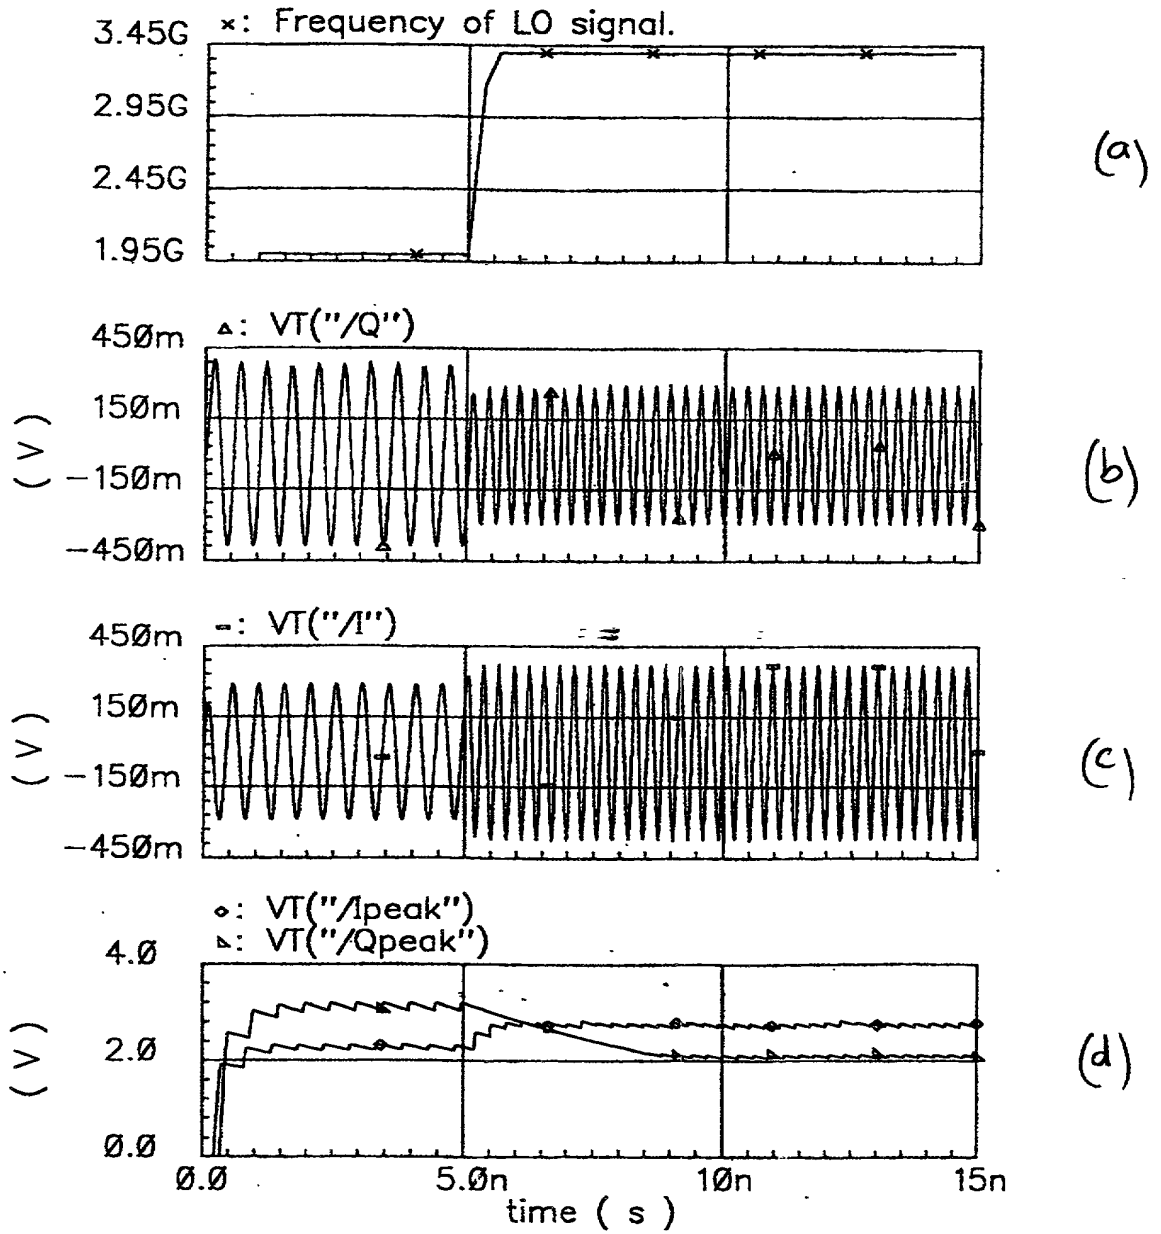 ×: Frequency of LO signal.
3.45G
2.95G
2.45G
1.95G
(a)
▵: VT("/Q")
450m
150m
-150m
-450m
(V)
(b)
-: VT("/I")
450m
150m
-150m
-450m
(V)
(c)
⋄: VT("/Ipeak")
▹: VT("/Qpeak")
4.0
2.0
0.0
(V)
(d)
0.0 5.0n 10n 15n
time ( s )